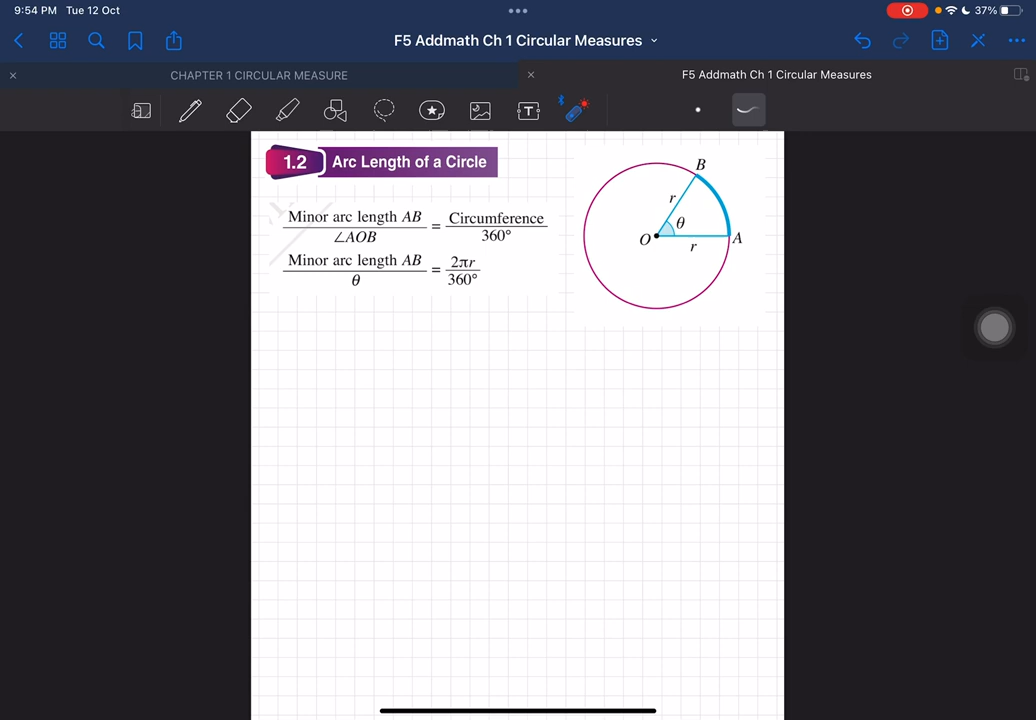 9:54 PM Tue 12 Oct
37%
F5 Addmath Ch 1 Circular Measures
CHAPTER 1 CIRCULAR MEASURE
F5 Addmath Ch 1 Circular Measures
1.2 Arc Length of a Circle
Minor arc length AB / ∠AOB = Circumference / 360°
Minor arc length AB / θ = 2πr / 360°
B
r
θ
O
A
r